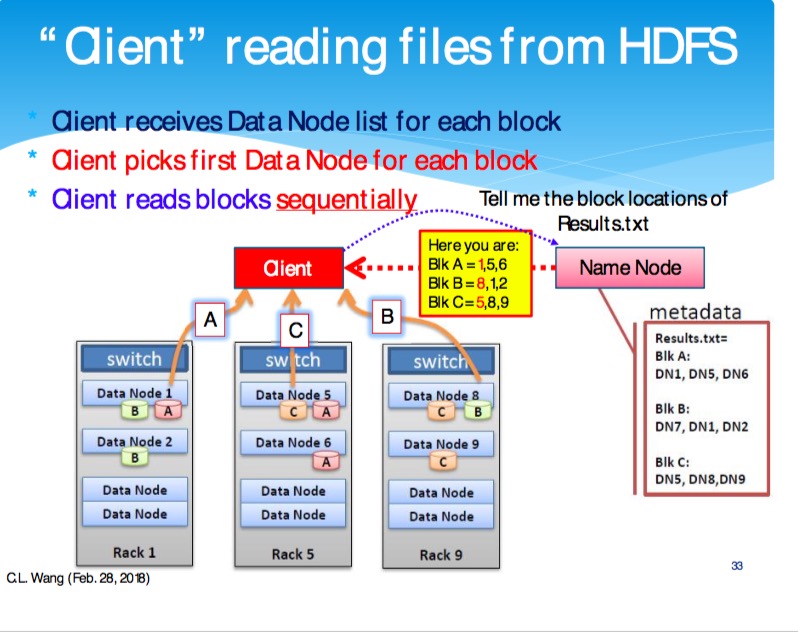 “Client” reading files from HDFS
* Client receives Data Node list for each block
* Client picks first Data Node for each block
* Client reads blocks sequentially
Tell me the block locations of
Results.txt
Here you are:
Blk A = 1,5,6
Blk B = 8,1,2
Blk C= 5,8,9
Client
Name Node
A
C
B
metadata
Results.txt=
Blk A:
DN1, DN5, DN6
Blk B:
DN7, DN1, DN2
Blk C:
DN5, DN8,DN9
switch
Data Node 1
B A
Data Node 2
B
Data Node
Data Node
Rack 1
switch
Data Node 5
C A
Data Node 6
A
Data Node
Data Node
Rack 5
switch
Data Node 8
C B
Data Node 9
C
Data Node
Data Node
Rack 9
C.L. Wang (Feb. 28, 2018)
33